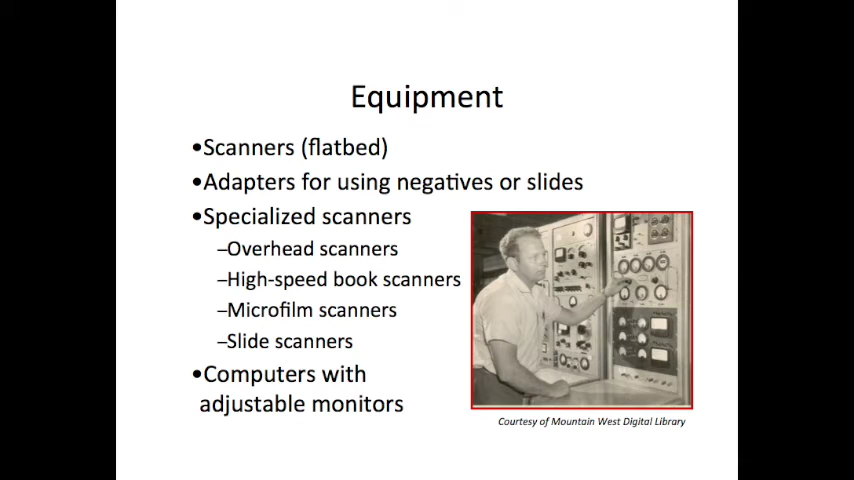 Equipment
•Scanners (flatbed)
•Adapters for using negatives or slides
•Specialized scanners
–Overhead scanners
–High-speed book scanners
–Microfilm scanners
–Slide scanners
•Computers with
adjustable monitors
Courtesy of Mountain West Digital Library